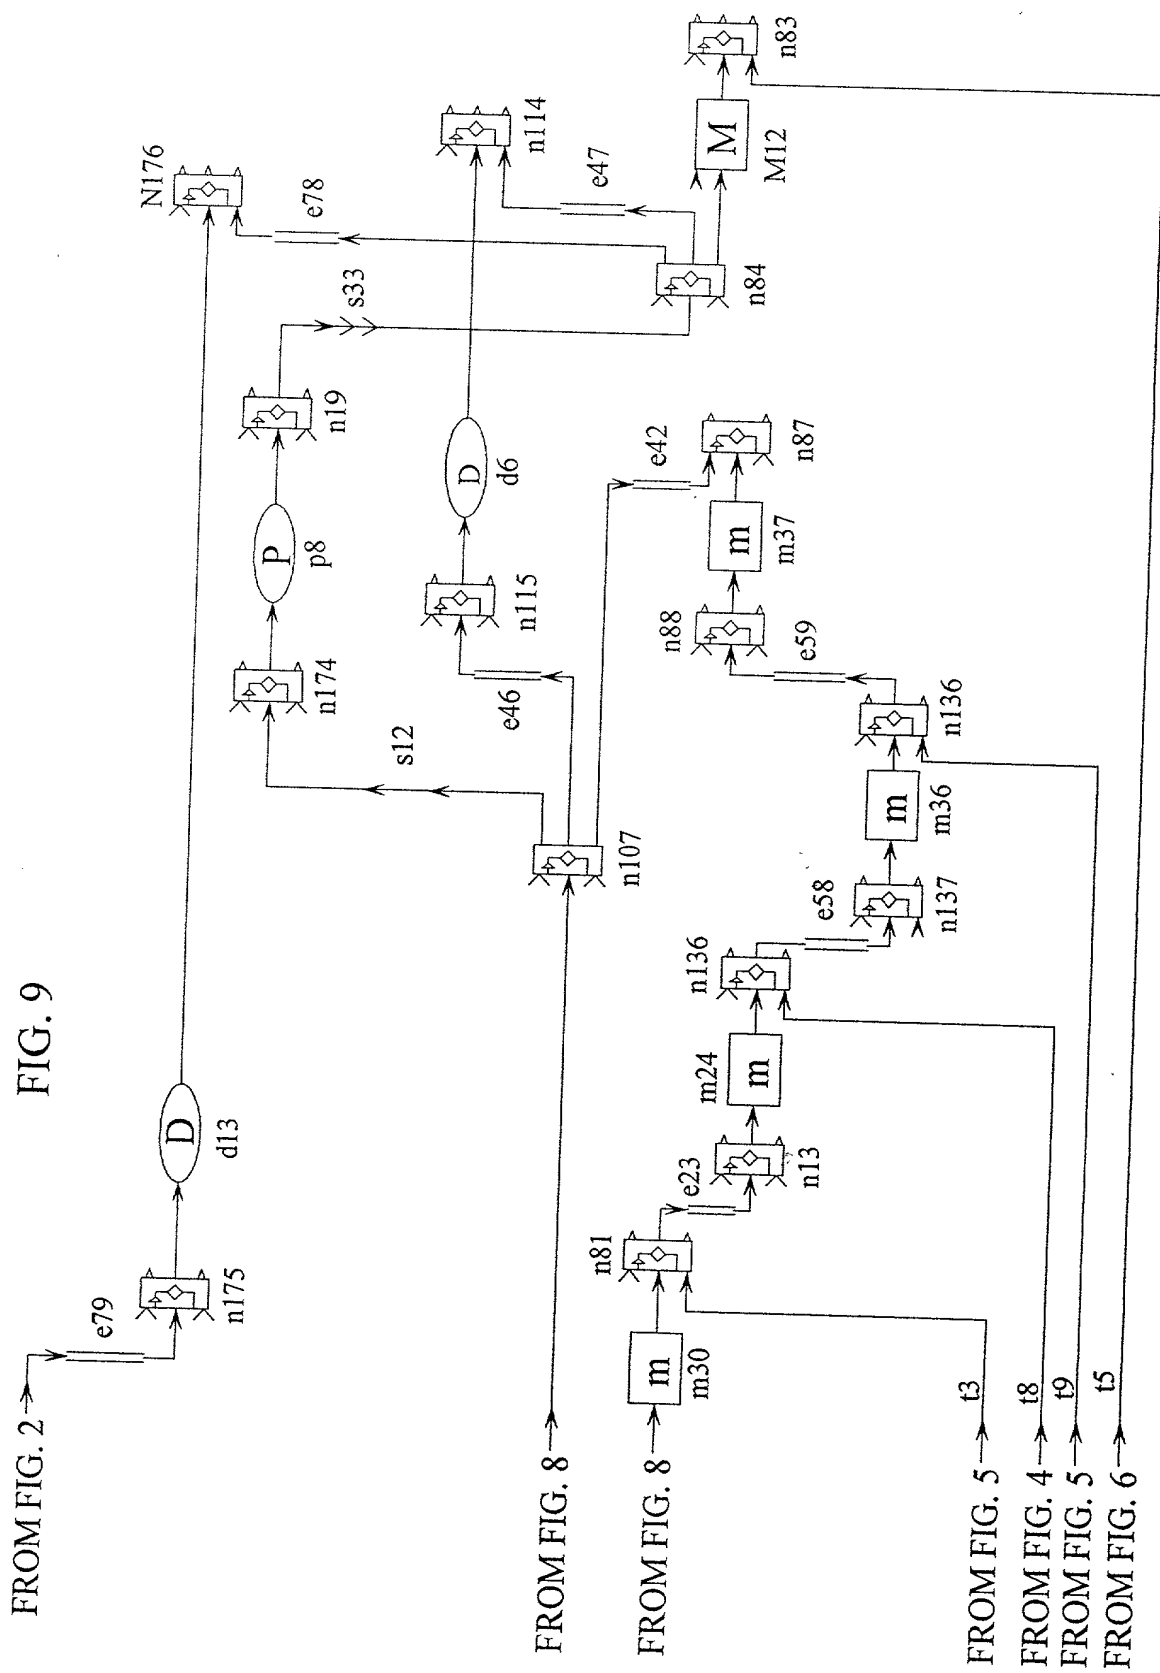 FIG. 9
FROM FIG. 2
e79
n175
D
d13
N176
e78
s33
n19
P
p8
n174
s12
n114
e47
D
d6
n115
e46
n107
FROM FIG. 8
n83
M
M12
n84
e42
n87
m
m37
n88
e59
n136
m
m36
e58
n137
n136
m24
m
e23
n13
n81
m
m30
FROM FIG. 8
FROM FIG. 5
t3
FROM FIG. 4
t8
FROM FIG. 5
t9
FROM FIG. 6
t5